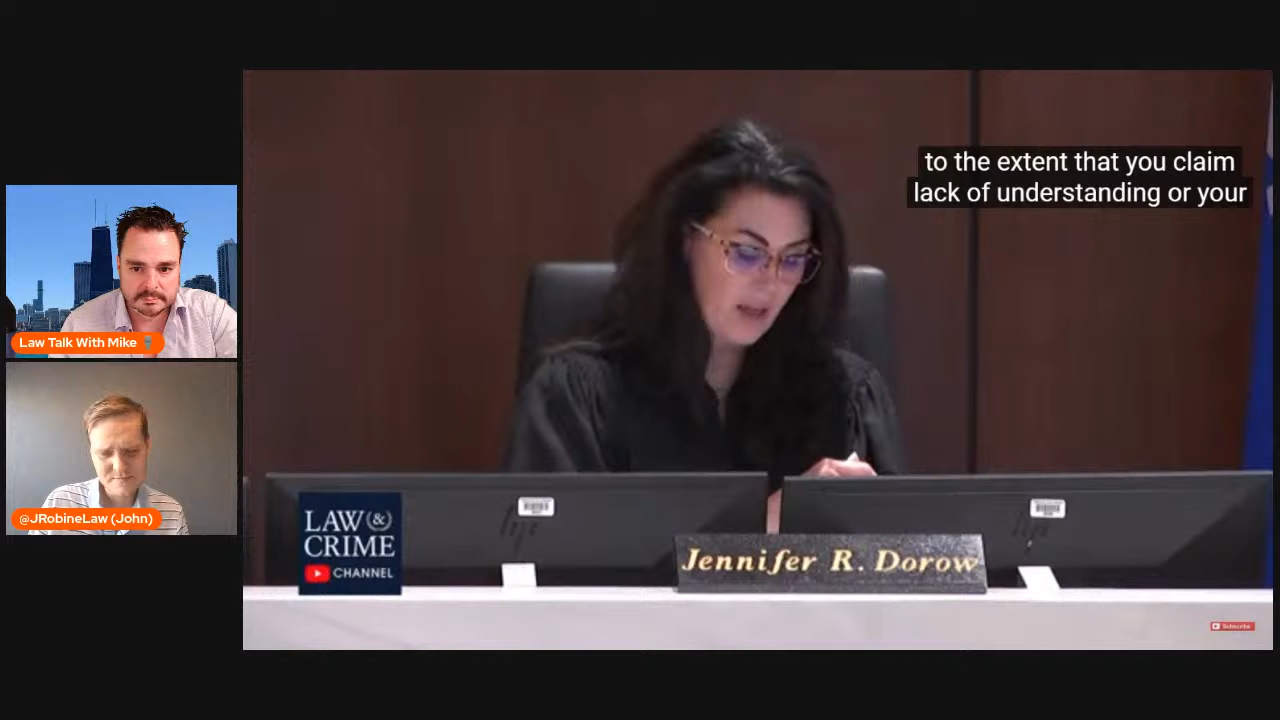 to the extent that you claim
lack of understanding or your
Law Talk With Mike
@JRobineLaw (John)
LAW &
CRIME
CHANNEL
Jennifer R. Dorow
Subscribe